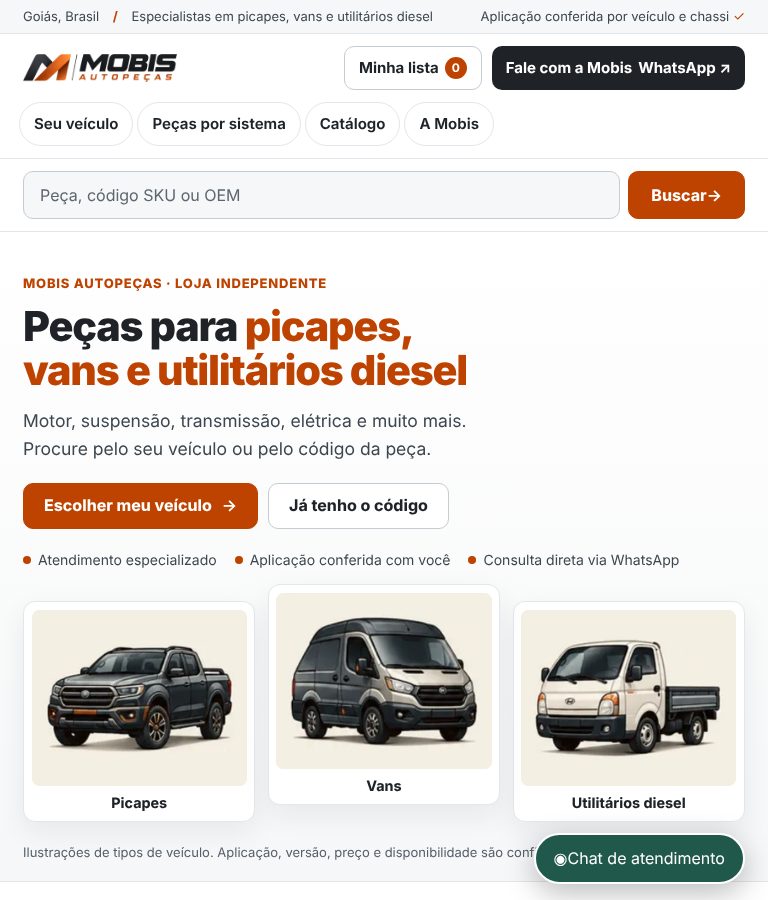 Goiás, Brasil / Especialistas em picapes, vans e utilitários diesel Aplicação conferida por veículo e chassi ✓
MOBIS
AUTOPEÇAS
Minha lista 0
Fale com a Mobis WhatsApp ↗
Seu veículo
Peças por sistema
Catálogo
A Mobis
Peça, código SKU ou OEM
Buscar→
MOBIS AUTOPEÇAS · LOJA INDEPENDENTE
Peças para picapes,
vans e utilitários diesel
Motor, suspensão, transmissão, elétrica e muito mais.
Procure pelo seu veículo ou pelo código da peça.
Escolher meu veículo →
Já tenho o código
Atendimento especializado
Aplicação conferida com você
Consulta direta via WhatsApp
Picapes
Vans
Utilitários diesel
Ilustrações de tipos de veículo. Aplicação, versão, preço e disponibilidade são
◉Chat de atendimento